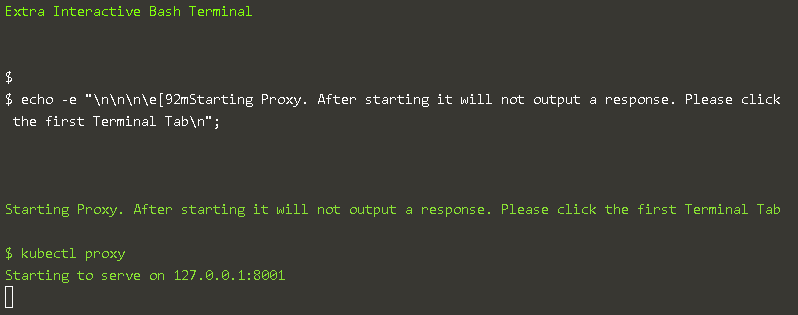 Extra Interactive Bash Terminal
$
$ echo -e "\n\n\n\e[92mStarting Proxy. After starting it will not output a response. Please click
the first Terminal Tab\n";
Starting Proxy. After starting it will not output a response. Please click the first Terminal Tab
$ kubectl proxy
Starting to serve on 127.0.0.1:8001